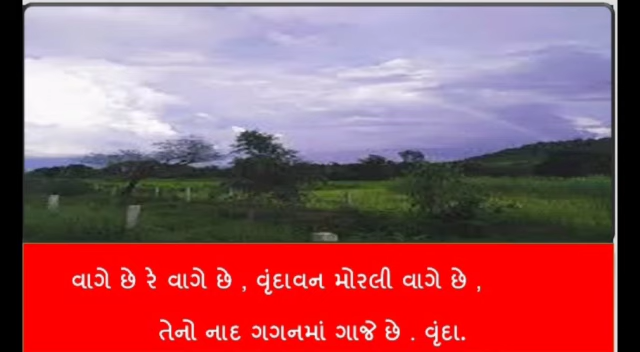 વાગે છે રે વાગે છે , વૃંદાવન મોરલી વાગે છે ,
તેનો નાદ ગગનમાં ગાજે છે . વૃંદા.